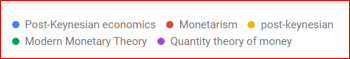 Post-Keynesian economics Monetarism post-keynesian
Modern Monetary Theory Quantity theory of money